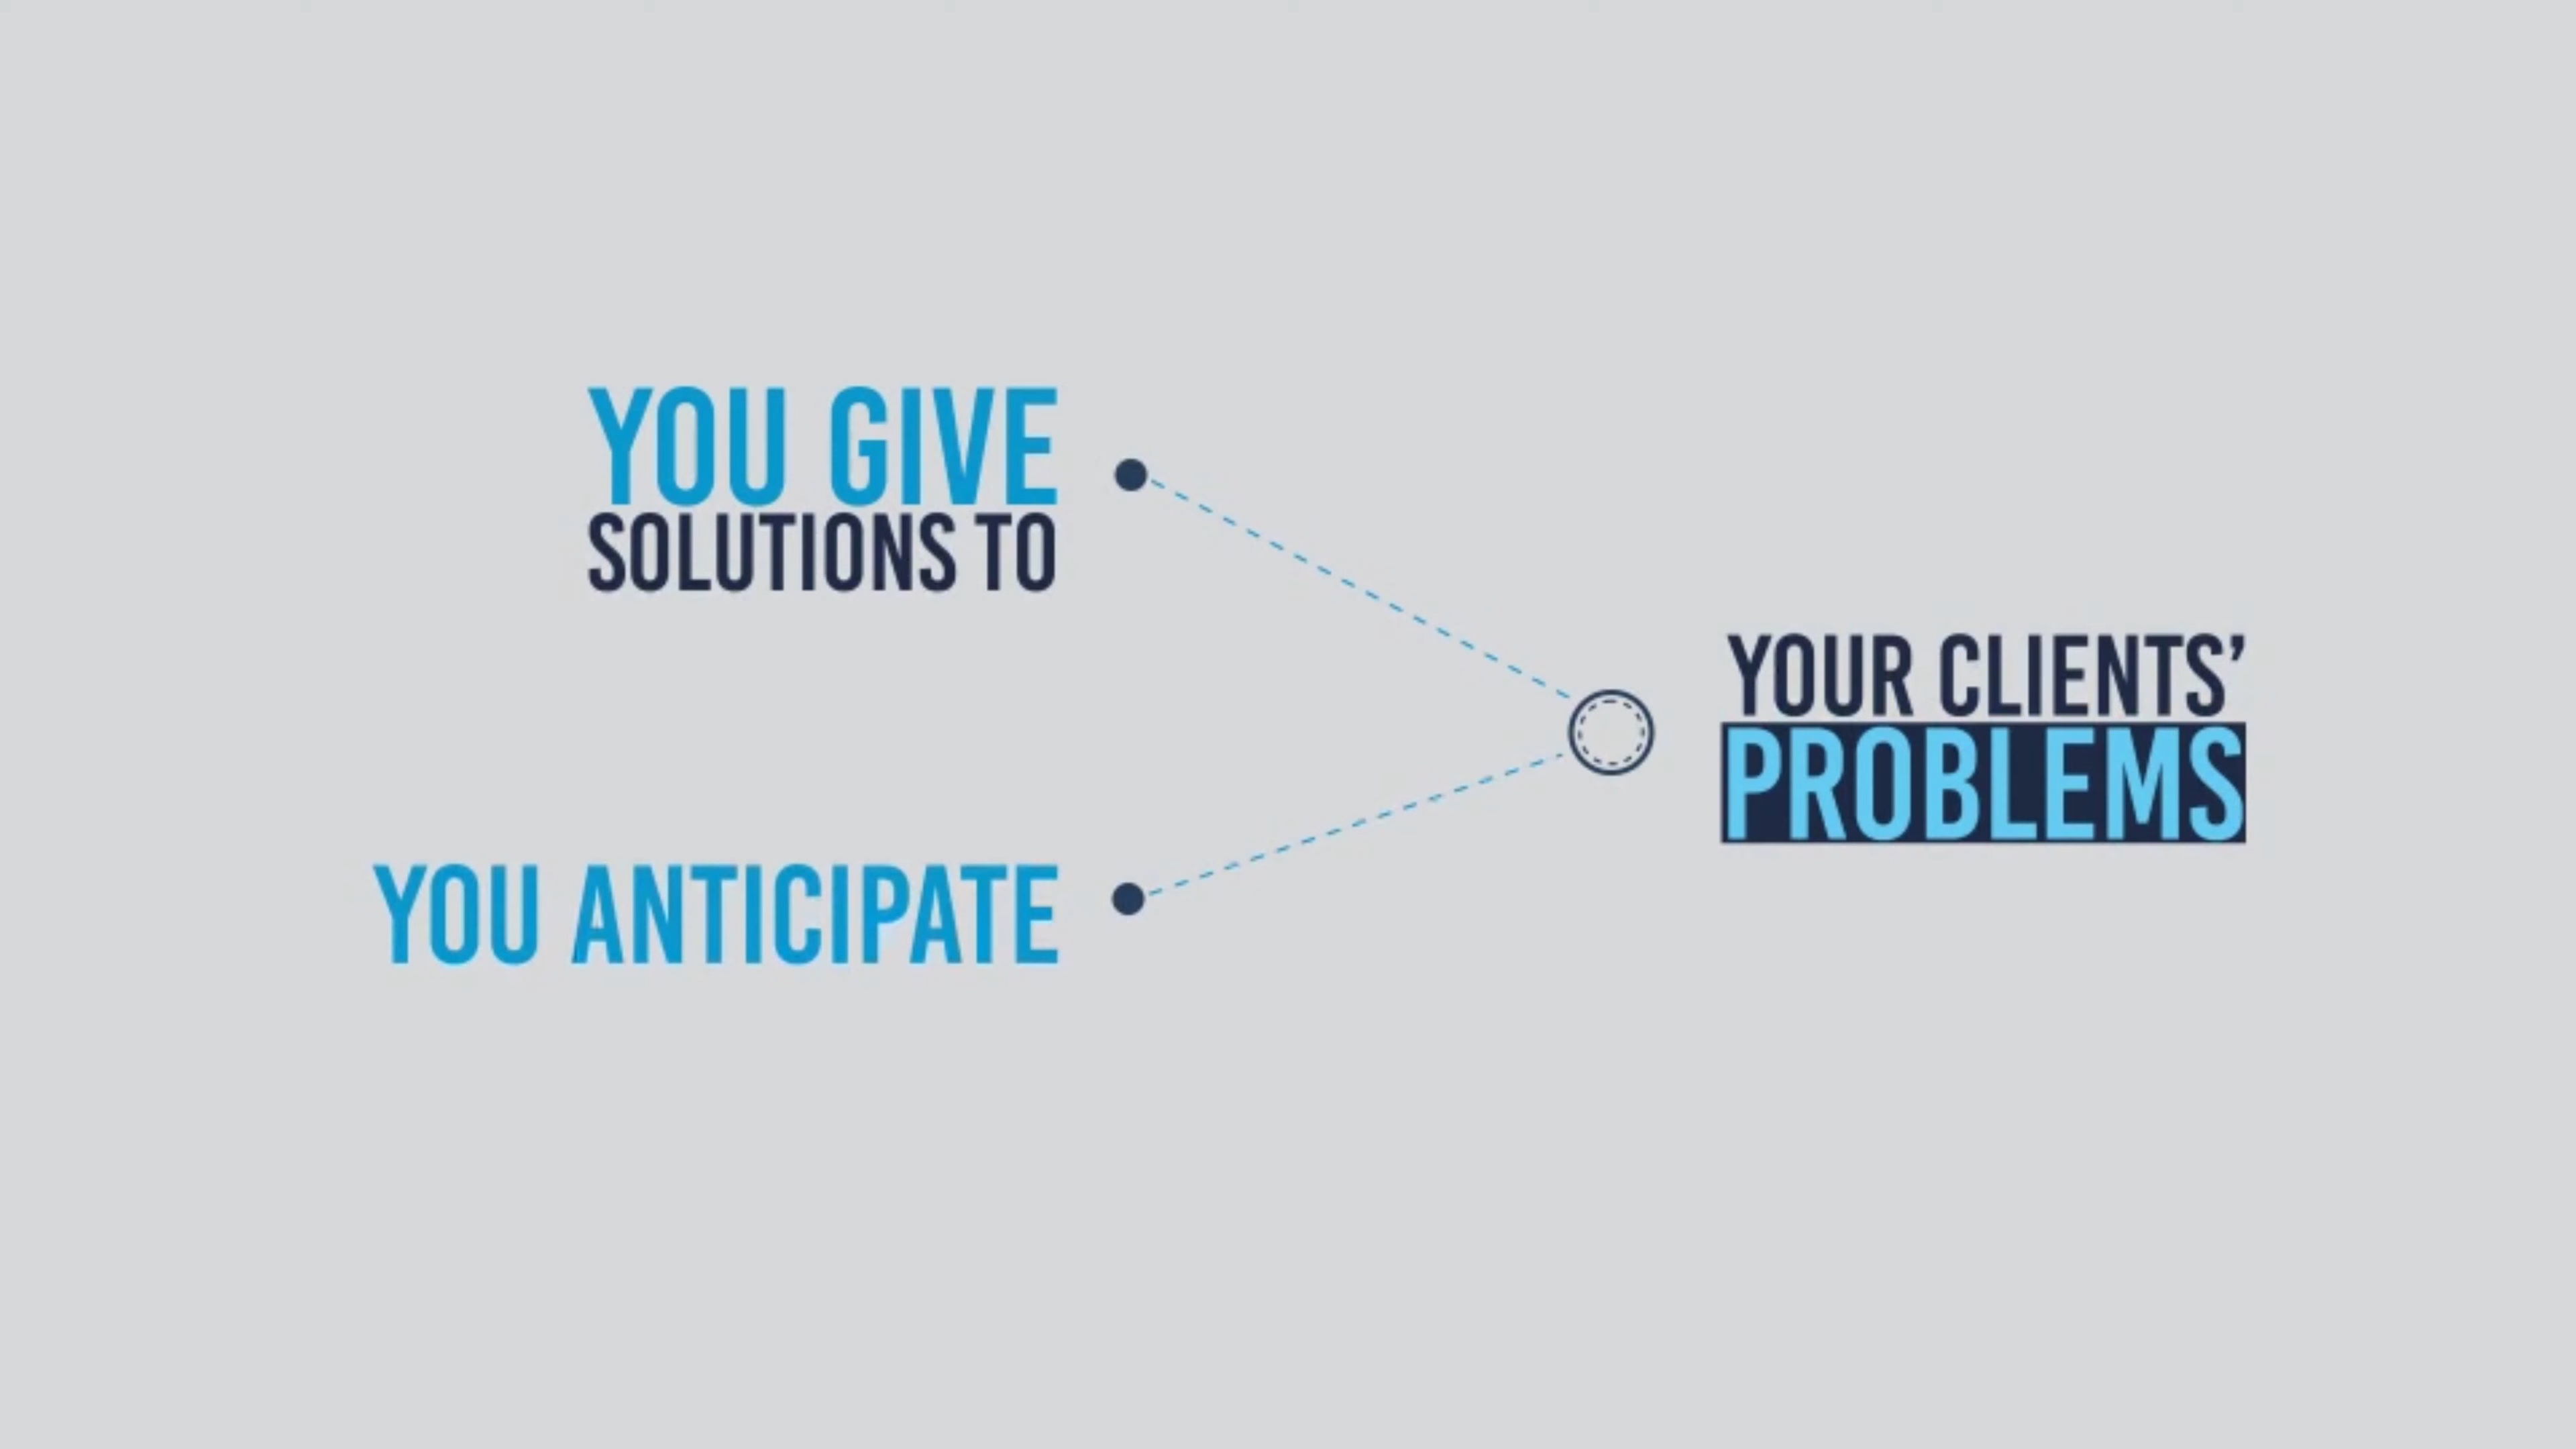 YOU GIVE
SOLUTIONS TO
YOU ANTICIPATE
YOUR CLIENTS’
PROBLEMS